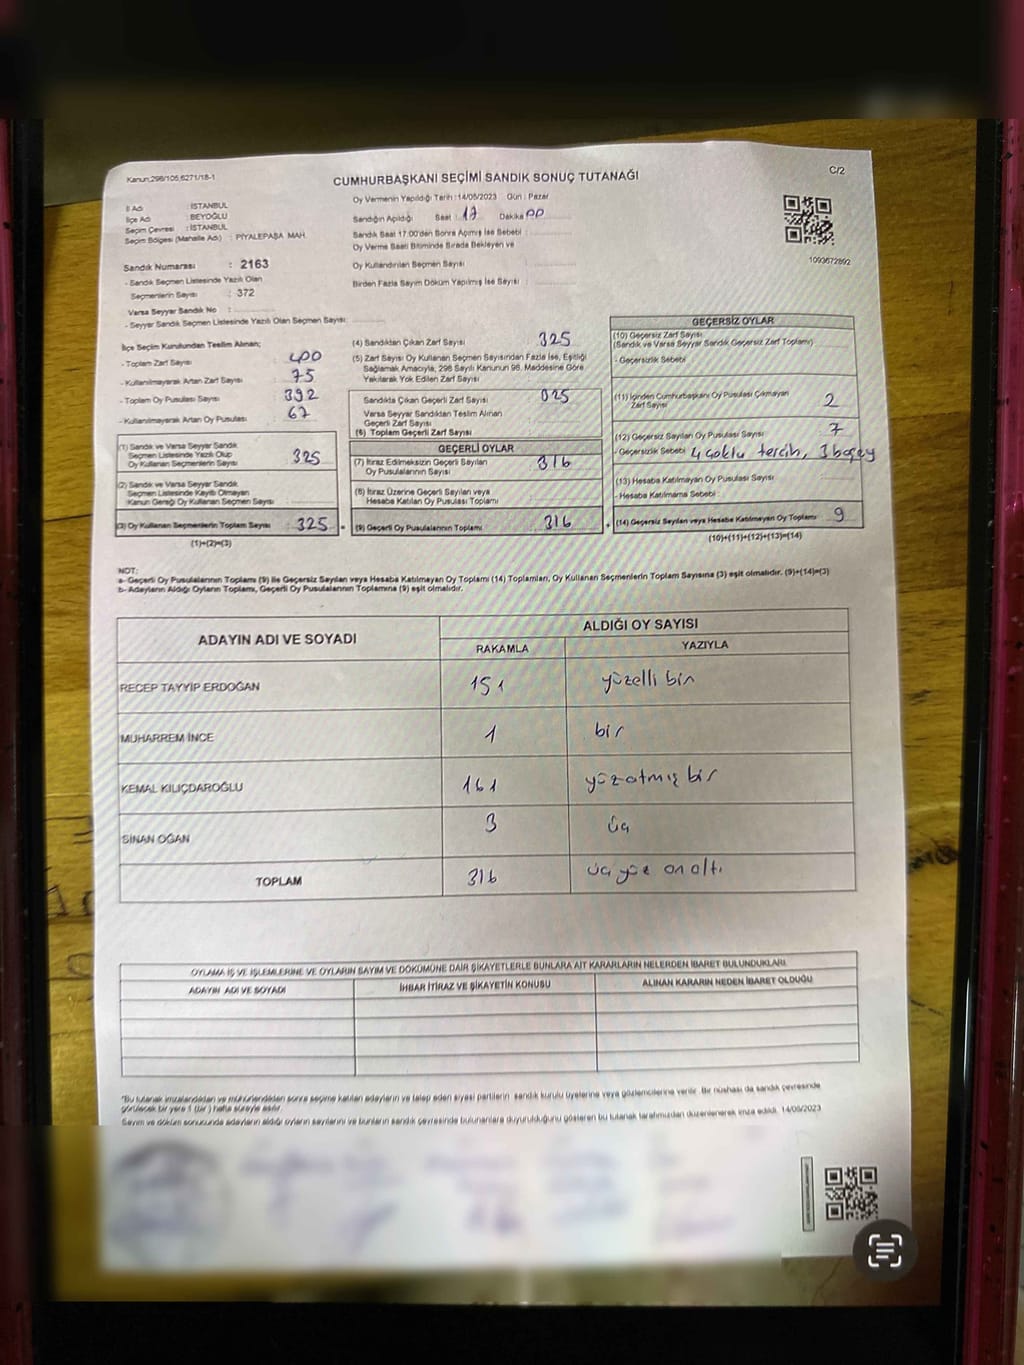 Kanun:298/105,6271/18-1
C/2
CUMHURBAŞKANI SEÇİMİ SANDIK SONUÇ TUTANAĞI
İl Adı : İSTANBUL
İlçe Adı : BEYOĞLU
Seçim Çevresi : İSTANBUL
Seçim Bölgesi (Mahalle Adı) : PİYALEPAŞA MAH.
Sandık Numarası : 2163
- Sandık Seçmen Listesinde Yazılı Olan
Seçmenlerin Sayısı : 372
Varsa Seyyar Sandık No :
- Seyyar Sandık Seçmen Listesinde Yazılı Olan Seçmen Sayısı:
Oy Vermenin Yapıldığı Tarih :14/05/2023 Gün : Pazar
Sandığın Açıldığı Saat : 17 Dakika 00
Sandık Saat 17.00'den Sonra Açılmış İse Sebebi :
Oy Verme Saati Bitiminde Sırada Bekleyen ve
Oy Kullandırılan Seçmen Sayısı
Birden Fazla Sayım Döküm Yapılmış İse Sayısı :
1093672892
İlçe Seçim Kurulundan Teslim Alınan;
- Toplam Zarf Sayısı : 400
- Kullanılmayarak Artan Zarf Sayısı : 75
- Toplam Oy Pusulası Sayısı : 392
- Kullanılmayarak Artan Oy Pusulası : 67
(1) Sandık ve Varsa Seyyar Sandık
Seçmen Listesinde Yazılı Olup
Oy Kullanan Seçmenlerin Sayısı : 325
(2) Sandık ve Varsa Seyyar Sandık
Seçmen Listesinde Kayıtlı Olmayan
Kanun Gereği Oy Kullanan Seçmen Sayısı
(3) Oy Kullanan Seçmenlerin Toplam Sayısı : 325
(1)+(2)=(3)
(4) Sandıktan Çıkan Zarf Sayısı : 325
(5) Zarf Sayısı Oy Kullanan Seçmen Sayısından Fazla İse, Eşitliği
Sağlamak Amacıyla, 298 Sayılı Kanunun 98. Maddesine Göre
Yakılarak Yok Edilen Zarf Sayısı
Sandıkta Çıkan Geçerli Zarf Sayısı : 325
Varsa Seyyar Sandıktan Teslim Alınan
Geçerli Zarf Sayısı
(6) Toplam Geçerli Zarf Sayısı
GEÇERLİ OYLAR
(7) İtiraz Edilmeksizin Geçerli Sayılan
Oy Pusulalarının Sayısı : 316
(8) İtiraz Üzerine Geçerli Sayılan veya
Hesaba Katılan Oy Pusulası Toplamı
(9) Geçerli Oy Pusulalarının Toplamı : 316
GEÇERSİZ OYLAR
(10) Geçersiz Zarf Sayısı
(Sandık ve Varsa Seyyar Sandık Geçersiz Zarf Toplamı)
- Geçersizlik Sebebi
(11) İçinden Cumhurbaşkanı Oy Pusulası Çıkmayan
Zarf Sayısı 2
(12) Geçersiz Sayılan Oy Pusulası Sayısı : 7
- Geçersizlik Sebebi 4 çoklu tercih, 3 boş oy
(13) Hesaba Katılmayan Oy Pusulası Sayısı
- Hesaba Katılmama Sebebi :
(14) Geçersiz Sayılan veya Hesaba Katılmayan Oy Toplamı : 9
(10)+(11)+(12)+(13)=(14)
NOT:
a- Geçerli Oy Pusulalarının Toplamı (9) ile Geçersiz Sayılan veya Hesaba Katılmayan Oy Toplamı (14) Toplamları, Oy Kullanan Seçmenlerin Toplam Sayısına (3) eşit olmalıdır. (9)+(14)=(3)
b- Adayların Aldığı Oyların Toplamı, Geçerli Oy Pusulalarının Toplamına (9) eşit olmalıdır.
ADAYIN ADI VE SOYADI
ALDIĞI OY SAYISI
RAKAMLA YAZIYLA
RECEP TAYYİP ERDOĞAN 151 yüzelli bir
MUHARREM İNCE 1 bir
KEMAL KILIÇDAROĞLU 161 yüzatmış bir
SİNAN OĞAN 3 üç
TOPLAM 316 üç yüz on altı
OYLAMA İŞ VE İŞLEMLERİNE VE OYLARIN SAYIM VE DÖKÜMÜNE DAİR ŞİKAYETLERLE BUNLARA AİT KARARLARIN NELERDEN İBARET BULUNDUKLARI
ADAYIN ADI VE SOYADI İHBAR İTİRAZ VE ŞİKAYETİN KONUSU ALINAN KARARIN NEDEN İBARET OLDUĞU
*Bu tutanak imzalandıktan ve mühürlendikten sonra seçime katılan adayların ve talep eden siyasi partilerin sandık kurulu üyelerine veya gözlemcilerine verilir. Bir nüshası da sandık çevresinde
görülecek bir yere 1 (bir) hafta süreyle asılır.
Sayım ve döküm sonucunda adayların aldığı oyların sayılarını ve bunların sandık çevresinde bulunanlara duyurulduğunu gösteren bu tutanak tarafımızdan düzenlenerek imza edildi. 14/05/2023